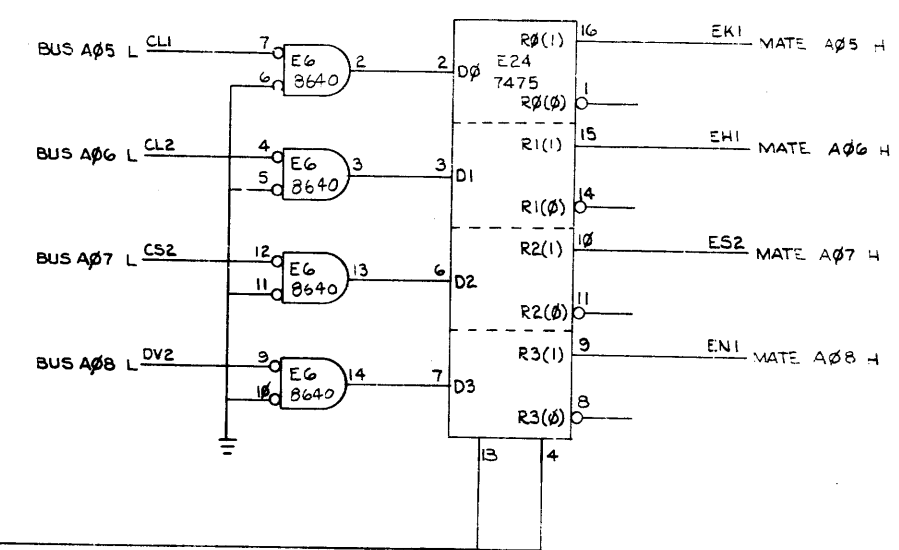 BUS AØ5 L CL1 7 E6 8640 6 2 2 DØ
RØ(1) 16 EK1 MATE AØ5 H
E24
7475
RØ(Ø) 1
BUS AØ6 L CL2 4 E6 8640 5 3 3 D1
R1(1) 15 EH1 MATE AØ6 H
R1(Ø) 14
BUS AØ7 L CS2 12 E6 8640 11 13 6 D2
R2(1) 1Ø ES2 MATE AØ7 H
R2(Ø) 11
BUS AØ8 L DV2 9 E6 8640 1Ø 14 7 D3
R3(1) 9 EN1 MATE AØ8 H
R3(Ø) 8
13 4